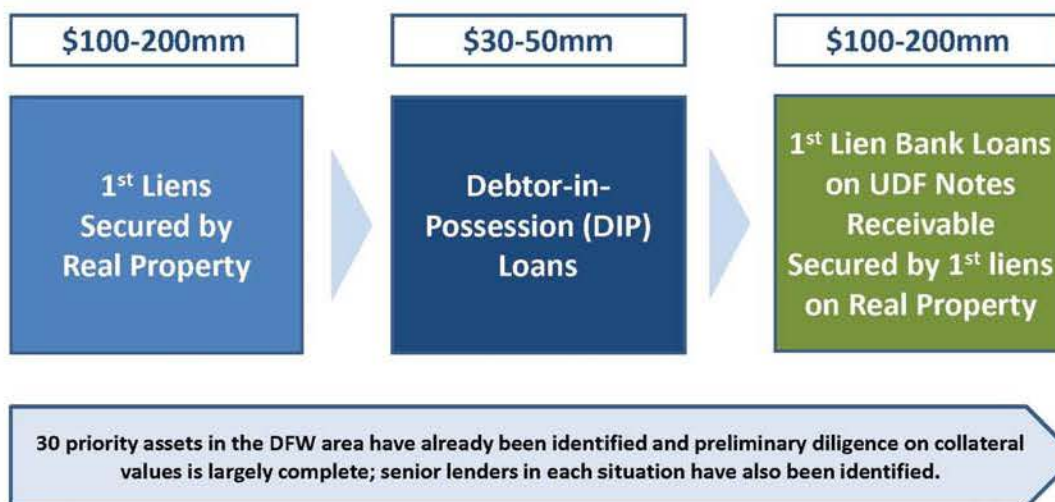 $100-200mm
$30-50mm
$100-200mm
1st Liens
Secured by
Real Property
Debtor-in-
Possession (DIP)
Loans
1st Lien Bank Loans
on UDF Notes
Receivable
Secured by 1st liens
on Real Property
30 priority assets in the DFW area have already been identified and preliminary diligence on collateral
values is largely complete; senior lenders in each situation have also been identified.